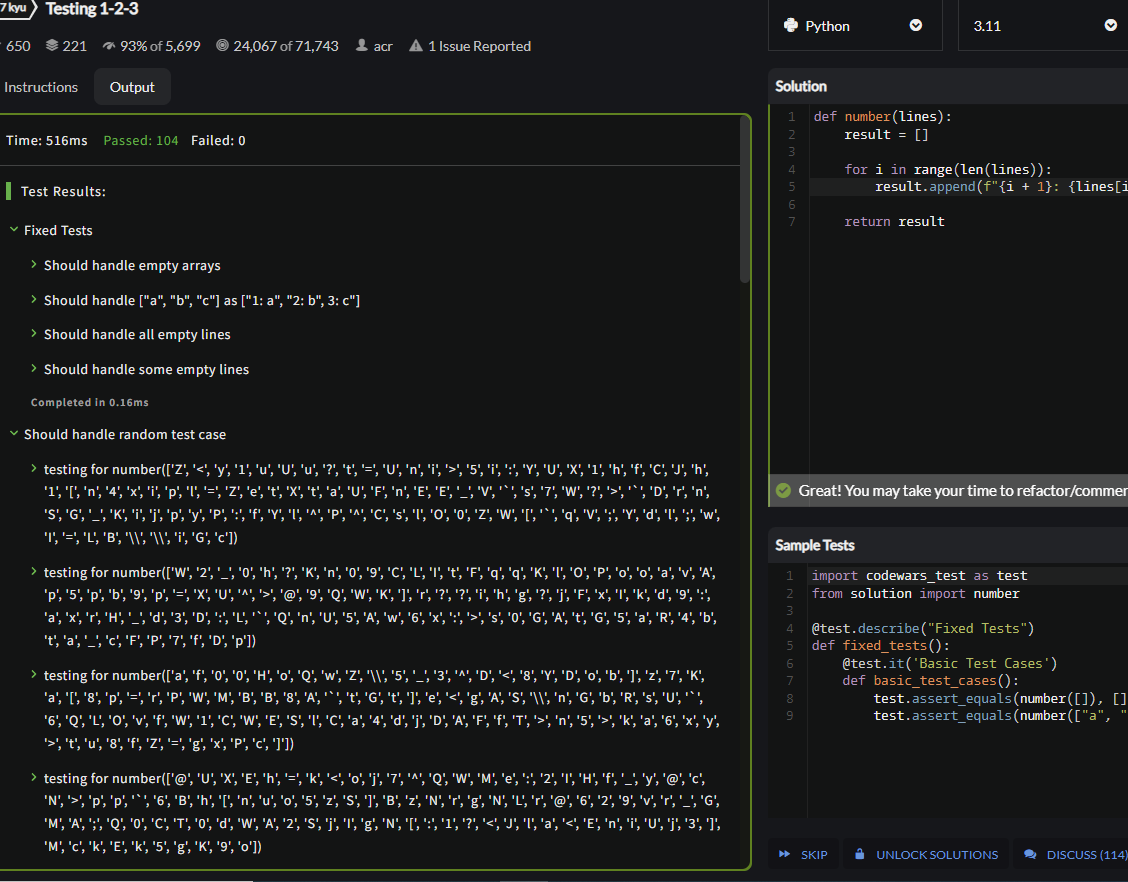 7 kyu Testing 1-2-3
650 221 93% of 5,699 24,067 of 71,743 acr 1 Issue Reported
Instructions Output
Time: 516ms Passed: 104 Failed: 0
Test Results:
Fixed Tests
Should handle empty arrays
Should handle ["a", "b", "c"] as ["1: a", "2: b", 3: c"]
Should handle all empty lines
Should handle some empty lines
Completed in 0.16ms
Should handle random test case
testing for number(['Z', '<', 'y', '1', 'u', 'U', 'u', '?', 't', '=', 'U', 'n', 'i', '>', '5', 'i', ':', 'Y', 'U', 'X', '1', 'h', 'f', 'C', 'J', 'h',
'1', '[', 'n', '4', 'x', 'i', 'p', 'l', '=', 'Z', 'e', 't', 'X', 't', 'a', 'U', 'F', 'n', 'E', 'E', '_', 'V', '`', 's', '7', 'W', '?', '>', '`', 'D', 'r', 'n',
'S', 'G', '_', 'K', 'i', 'j', 'p', 'y', 'P', ':', 'f', 'Y', 'l', '^', 'P', '^', 'C', 's', 'l', 'O', '0', 'Z', 'W', '[', '`', 'q', 'V', ';', 'Y', 'd', 'l', ';', 'w',
'I', '=', 'L', 'B', '\\', '\\', 'i', 'G', 'c'])
testing for number(['W', '2', '_', '0', 'h', '?', 'K', 'n', '0', '9', 'C', 'L', 'I', 't', 'F', 'q', 'q', 'K', 'l', 'O', 'P', 'o', 'o', 'a', 'v', 'A',
'p', '5', 'p', 'b', '9', 'p', '=', 'X', 'U', '^', '>', '@', '9', 'Q', 'W', 'K', ']', 'r', '?', '?', 'i', 'h', 'g', '?', 'j', 'F', 'x', 'I', 'k', 'd', '9', ':',
'a', 'x', 'r', 'H', '_', 'd', '3', 'D', ':', 'L', '`', 'Q', 'n', 'U', '5', 'A', 'w', '6', 'x', ':', '>', 's', '0', 'G', 'A', 't', 'G', '5', 'a', 'R', '4', 'b',
't', 'a', '_', 'c', 'F', 'P', '7', 'f', 'D', 'p'])
testing for number(['a', 'f', '0', '0', 'H', 'o', 'Q', 'w', 'Z', '\\', '5', '_', '3', '^', 'D', '<', '8', 'Y', 'D', 'o', 'b', ']', 'z', '7', 'K',
'a', '[', '8', 'p', '=', 'r', 'P', 'W', 'M', 'B', 'B', '8', 'A', '`', 't', 'G', 't', ']', 'e', '<', 'g', 'A', 'S', '\\', 'n', 'G', 'b', 'R', 's', 'U', '`',
'6', 'Q', 'L', 'O', 'v', 'f', 'W', '1', 'C', 'W', 'E', 'S', 'l', 'C', 'a', '4', 'd', 'j', 'D', 'A', 'F', 'f', 'T', '>', 'n', '5', '>', 'k', 'a', '6', 'x', 'y',
'>', 't', 'u', '8', 'f', 'Z', '=', 'g', 'x', 'P', 'c', ']'])
testing for number(['@', 'U', 'X', 'E', 'h', '=', 'k', '<', 'o', 'j', '7', '^', 'Q', 'W', 'M', 'e', ':', '2', 'I', 'H', 'f', '_', 'y', '@', 'c',
'N', '>', 'p', 'p', '`', '6', 'B', 'h', '[', 'n', 'u', 'o', '5', 'z', 'S', ']', 'B', 'z', 'N', 'r', 'g', 'N', 'L', 'r', '@', '6', '2', '9', 'v', 'r', '_', 'G',
'M', 'A', ';', 'Q', '0', 'C', 'T', '0', 'd', 'W', 'A', '2', 'S', 'j', 'I', 'g', 'N', '[', ':', '1', '?', '<', 'J', 'l', 'a', '<', 'E', 'n', 'i', 'U', 'j', '3', ']',
'M', 'c', 'k', 'E', 'k', '5', 'g', 'K', '9', 'o'])
Python 3.11
Solution
1 def number(lines):
2 result = []
3
4 for i in range(len(lines)):
5 result.append(f"{i + 1}: {lines[i
6
7 return result
Great! You may take your time to refactor/commen
Sample Tests
1 import codewars_test as test
2 from solution import number
3
4 @test.describe("Fixed Tests")
5 def fixed_tests():
6 @test.it('Basic Test Cases')
7 def basic_test_cases():
8 test.assert_equals(number([]), []
9 test.assert_equals(number(["a", "
SKIP UNLOCK SOLUTIONS DISCUSS (114)